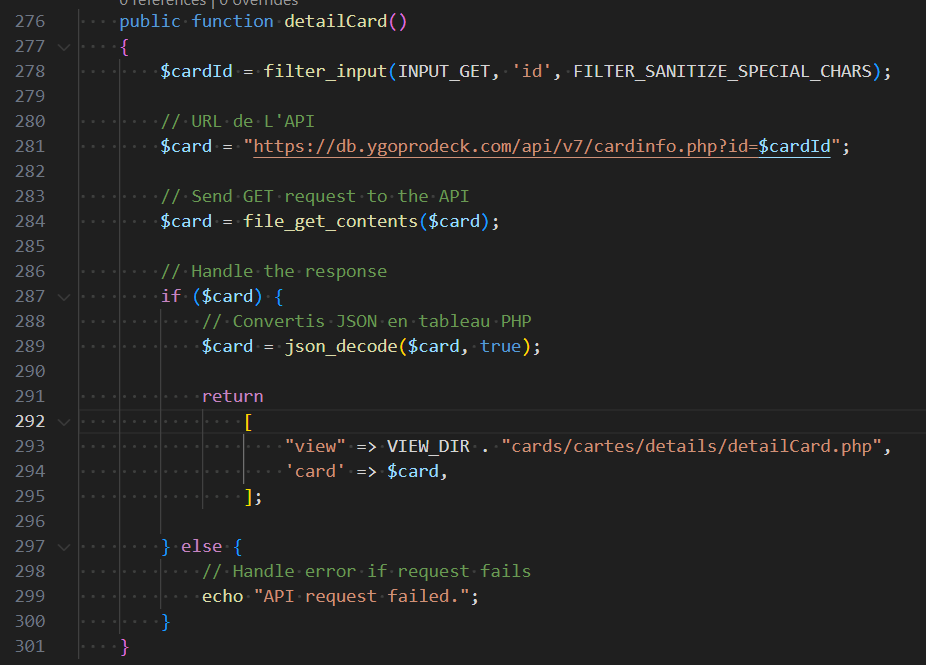 0 references | 0 overrides
276 public function detailCard()
277 {
278 $cardId = filter_input(INPUT_GET, 'id', FILTER_SANITIZE_SPECIAL_CHARS);
279
280 // URL de L'API
281 $card = "https://db.ygoprodeck.com/api/v7/cardinfo.php?id=$cardId";
282
283 // Send GET request to the API
284 $card = file_get_contents($card);
285
286 // Handle the response
287 if ($card) {
288 // Convertis JSON en tableau PHP
289 $card = json_decode($card, true);
290
291 return
292 [
293 "view" => VIEW_DIR . "cards/cartes/details/detailCard.php",
294 'card' => $card,
295 ];
296
297 } else {
298 // Handle error if request fails
299 echo "API request failed.";
300 }
301 }